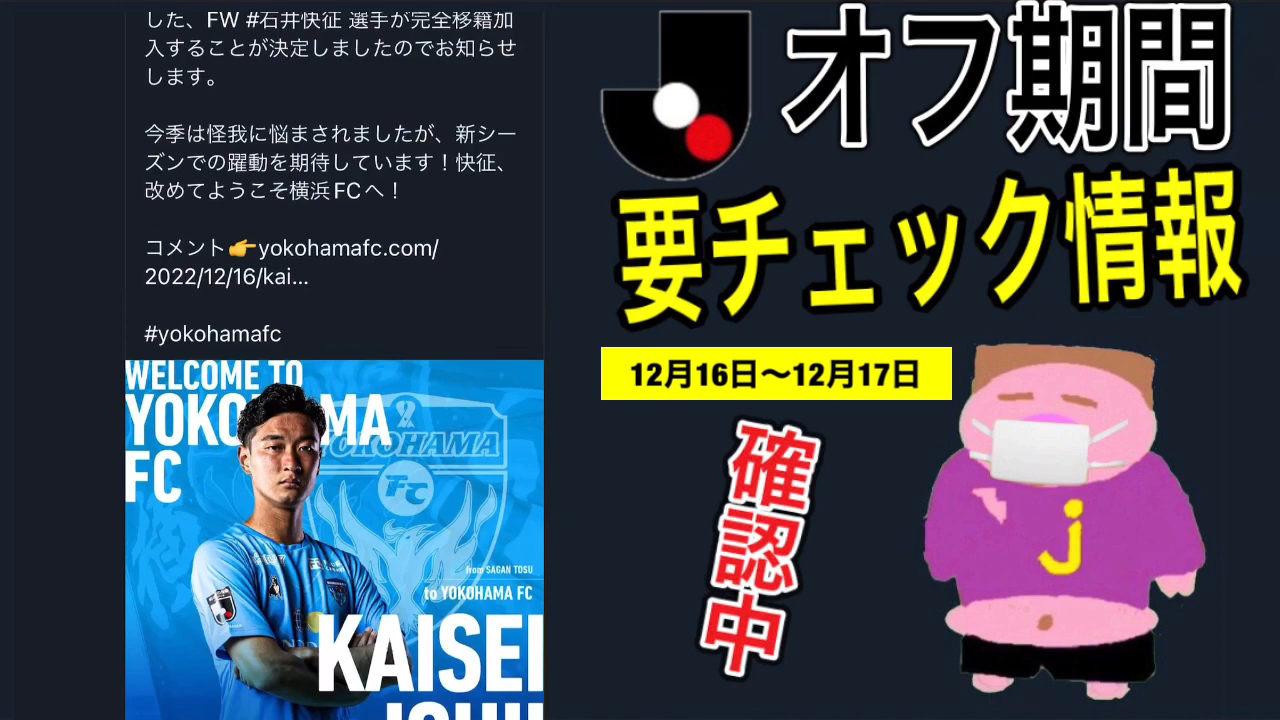 した、FW #石井快征 選手が完全移籍加
入することが決定しましたのでお知らせ
します。
今季は怪我に悩まされましたが、新シー
ズンでの躍動を期待しています！快征、
改めてようこそ横浜FCへ！
コメント👉yokohamafc.com/
2022/12/16/kai...
#yokohamafc
WELCOME TO
YOKOHAMA
FC
YOKOHAMA
FC
from SAGAN TOSU
to YOKOHAMA FC
KAISEI
オフ期間
要チェック情報
12月16日〜12月17日
確認中
j